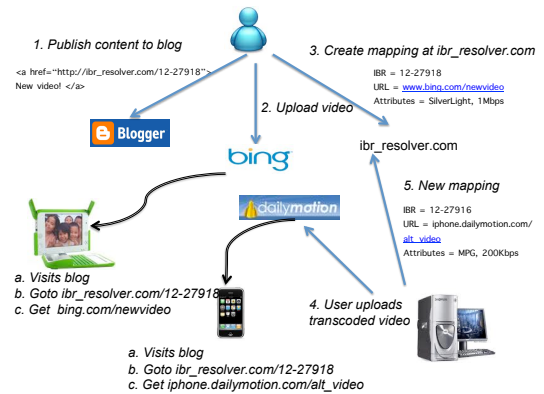 1. Publish content to blog
<a href="http://ibr_resolver.com/12-27918">
New video! </a>
3. Create mapping at ibr_resolver.com
IBR = 12-27918
URL = www.bing.com/newvideo
Attributes = SilverLight, 1Mbps
2. Upload video
Blogger
bing
ibr_resolver.com
dailymotion
5. New mapping
IBR = 12-27916
URL = iphone.dailymotion.com/
alt_video
Attributes = MPG, 200Kbps
a. Visits blog
b. Goto ibr_resolver.com/12-27918
c. Get bing.com/newvideo
4. User uploads
transcoded video
a. Visits blog
b. Goto ibr_resolver.com/12-27918
c. Get iphone.dailymotion.com/alt_video